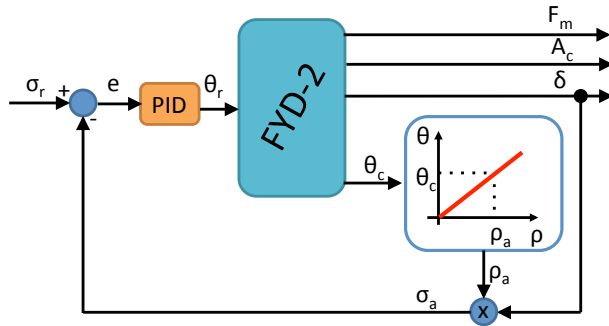 F_m
A_c
δ
σ_r
+
-
e
PID
θ_r
FYD-2
θ_c
θ
θ_c
ρ_a
ρ
ρ_a
σ_a
x